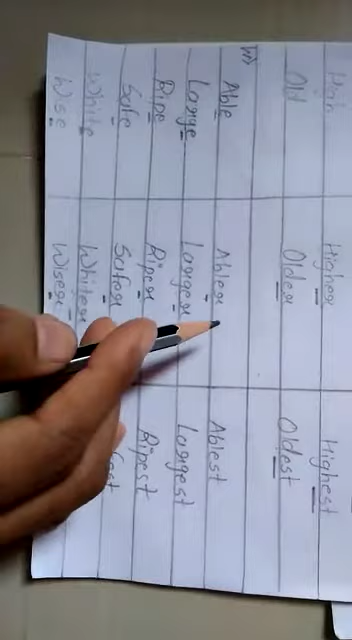 High Higher Highest
Old Older Oldest
Able Abler Ablest
Large Larger Largest
Ripe Riper Ripest
Safe Safer
White Whiter
Wise Wiser